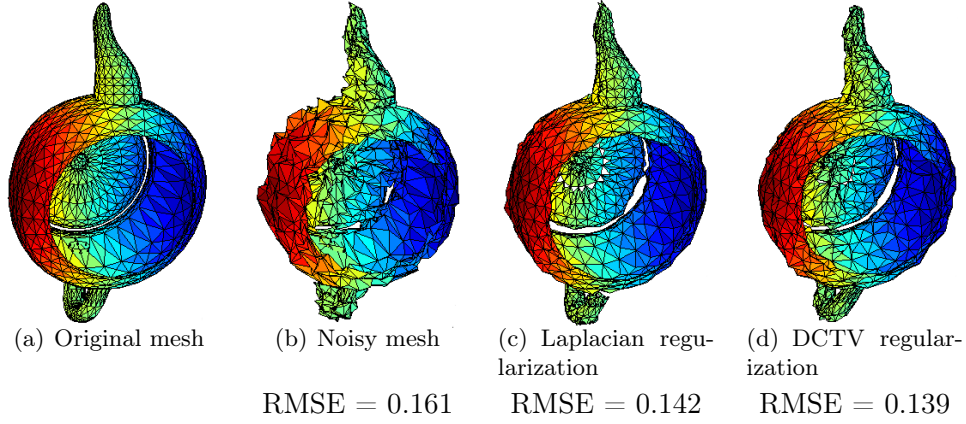 (a) Original mesh
(b) Noisy mesh
(c) Laplacian regu-
larization
(d) DCTV regular-
ization
RMSE = 0.161
RMSE = 0.142
RMSE = 0.139